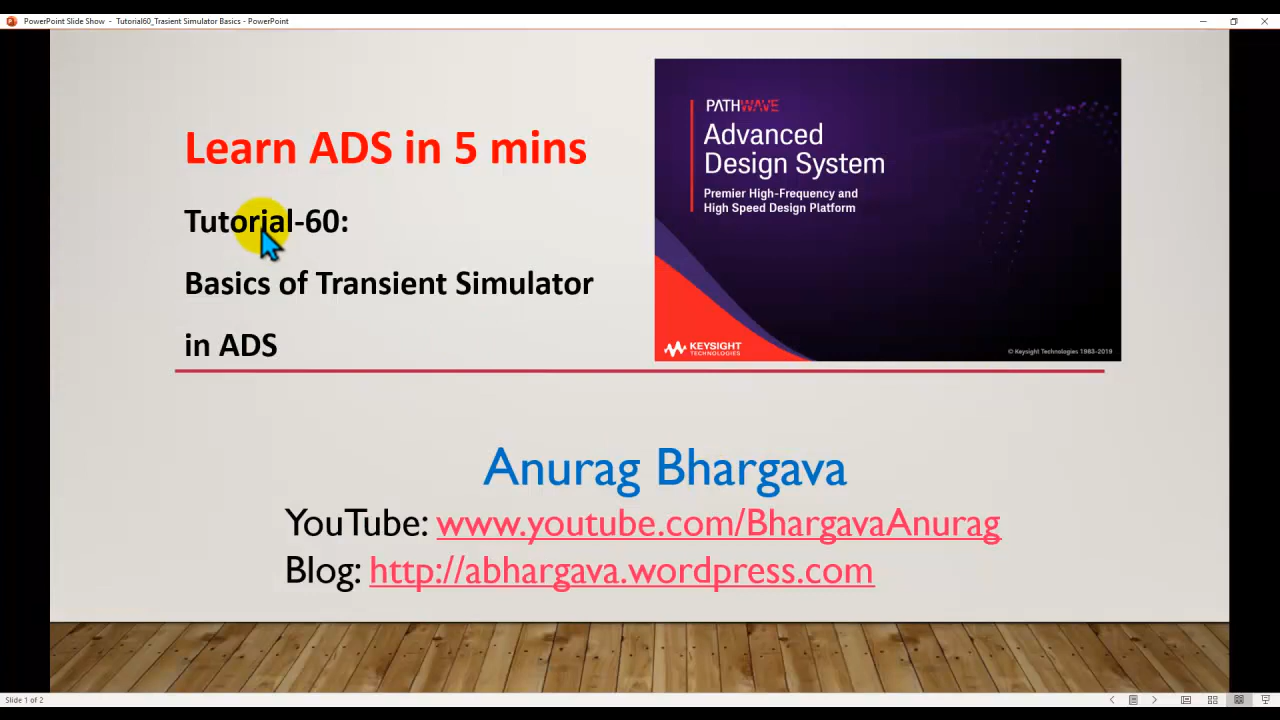 PowerPoint Slide Show - Tutorial60_Trasient Simulator Basics - PowerPoint
Learn ADS in 5 mins
Tutorial-60:
Basics of Transient Simulator
in ADS
PATHWAVE
Advanced
Design System
Premier High-Frequency and
High Speed Design Platform
KEYSIGHT
TECHNOLOGIES
© Keysight Technologies 1983-2019
Anurag Bhargava
YouTube: www.youtube.com/BhargavaAnurag
Blog: http://abhargava.wordpress.com
Slide 1 of 2